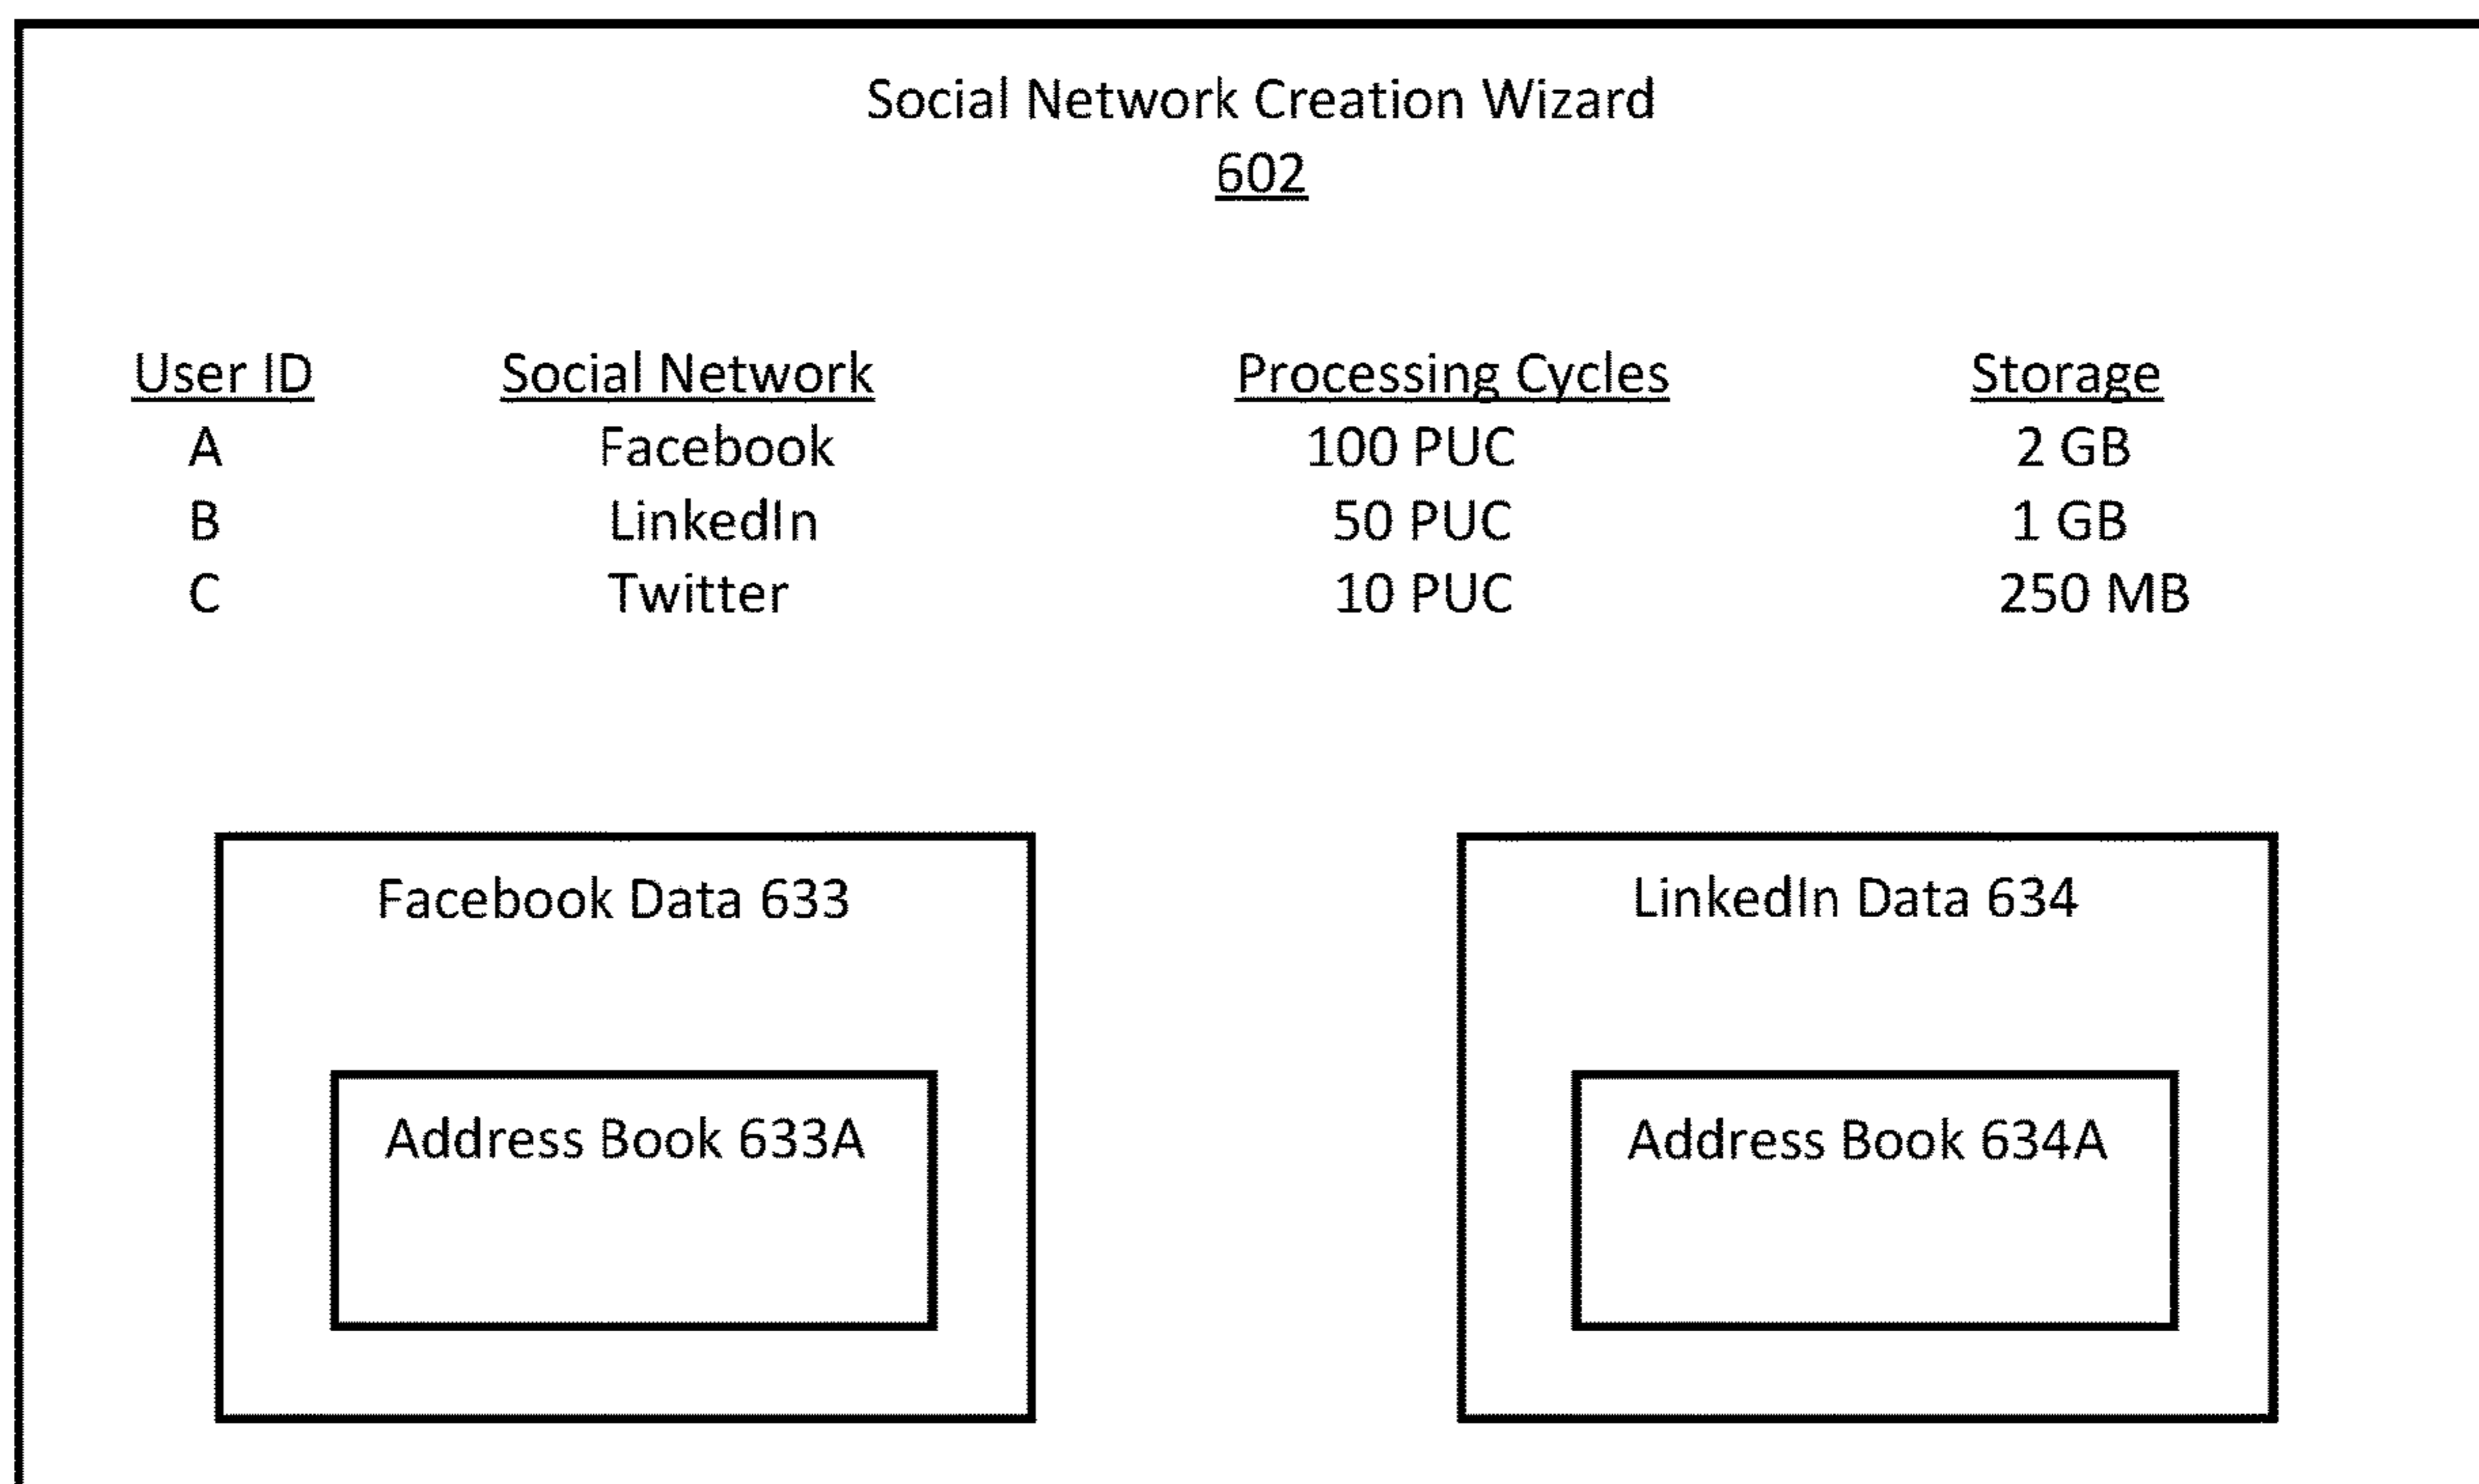 Social Network Creation Wizard
602
User ID Social Network Processing Cycles Storage
A Facebook 100 PUC 2 GB
B LinkedIn 50 PUC 1 GB
C Twitter 10 PUC 250 MB
Facebook Data 633 LinkedIn Data 634
Address Book 633A Address Book 634A